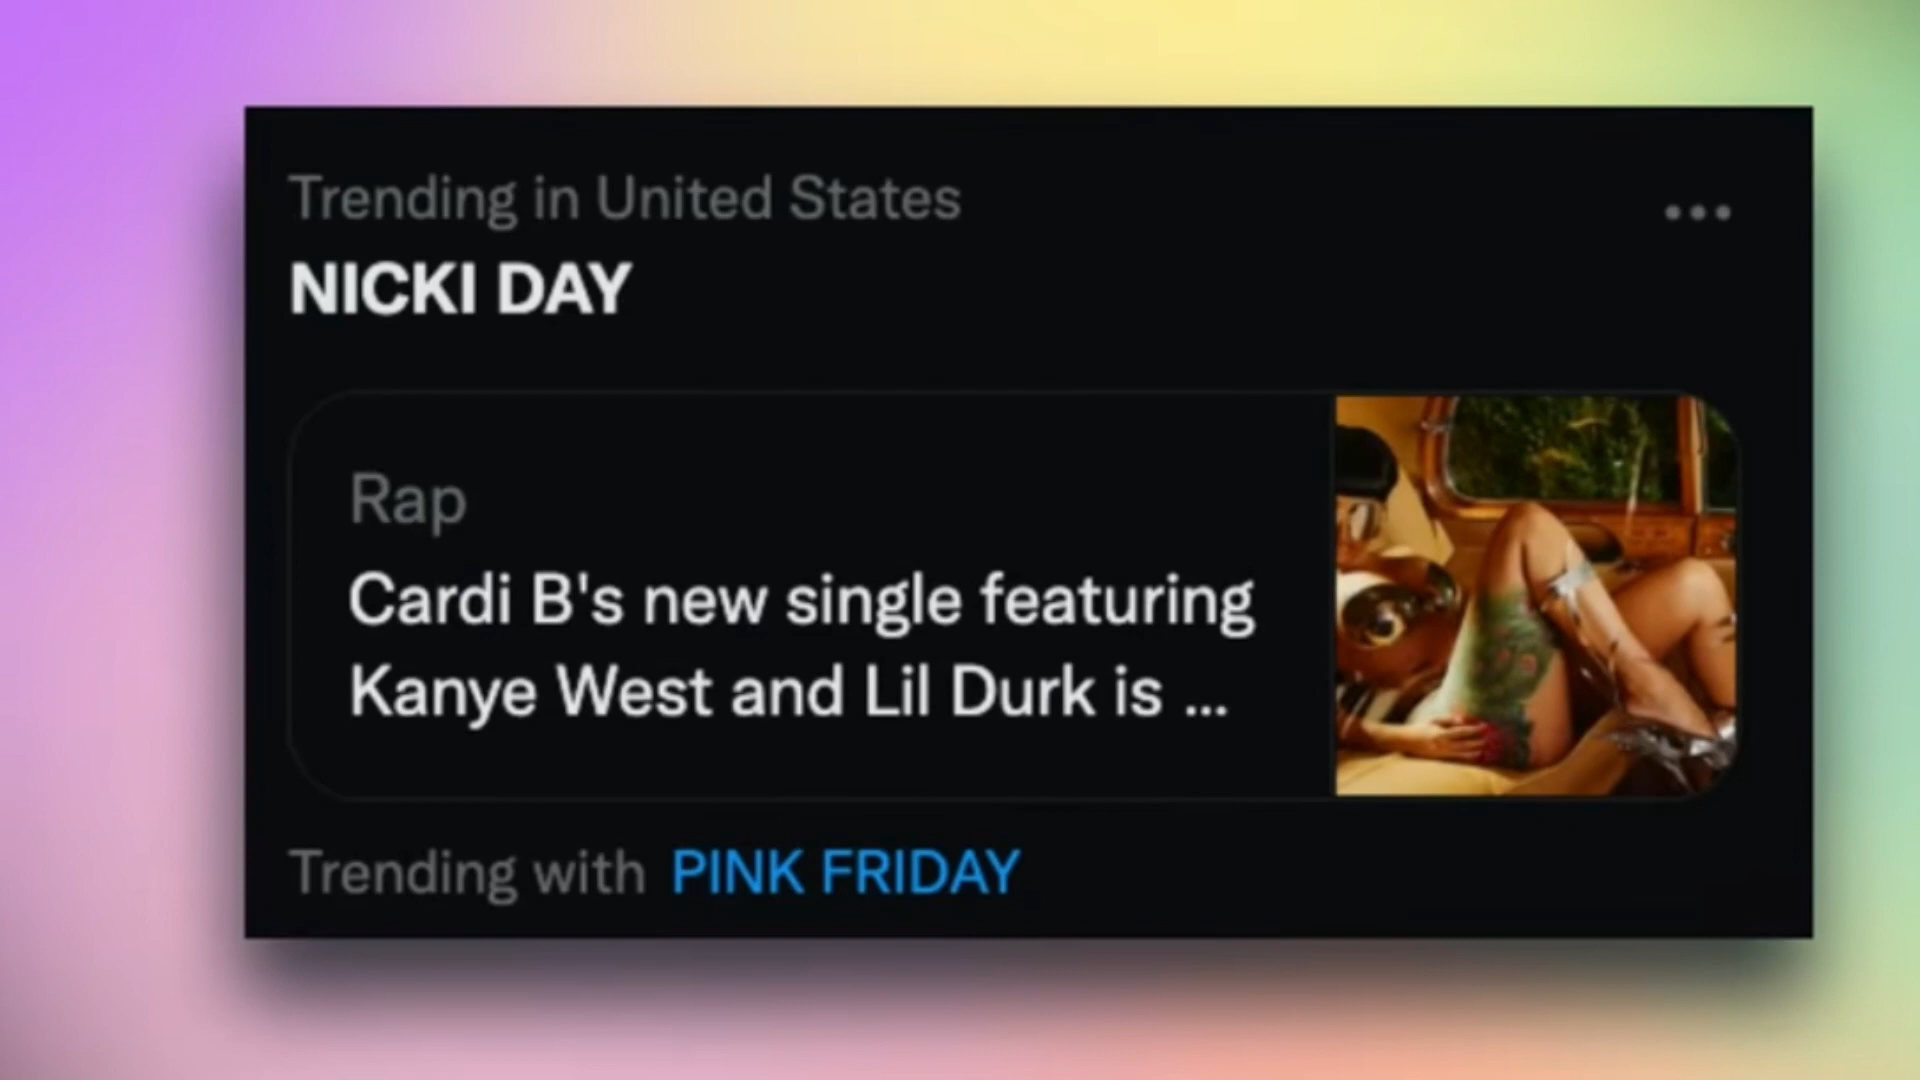 Trending in United States
NICKI DAY
Rap
Cardi B's new single featuring
Kanye West and Lil Durk is ...
Trending with PINK FRIDAY